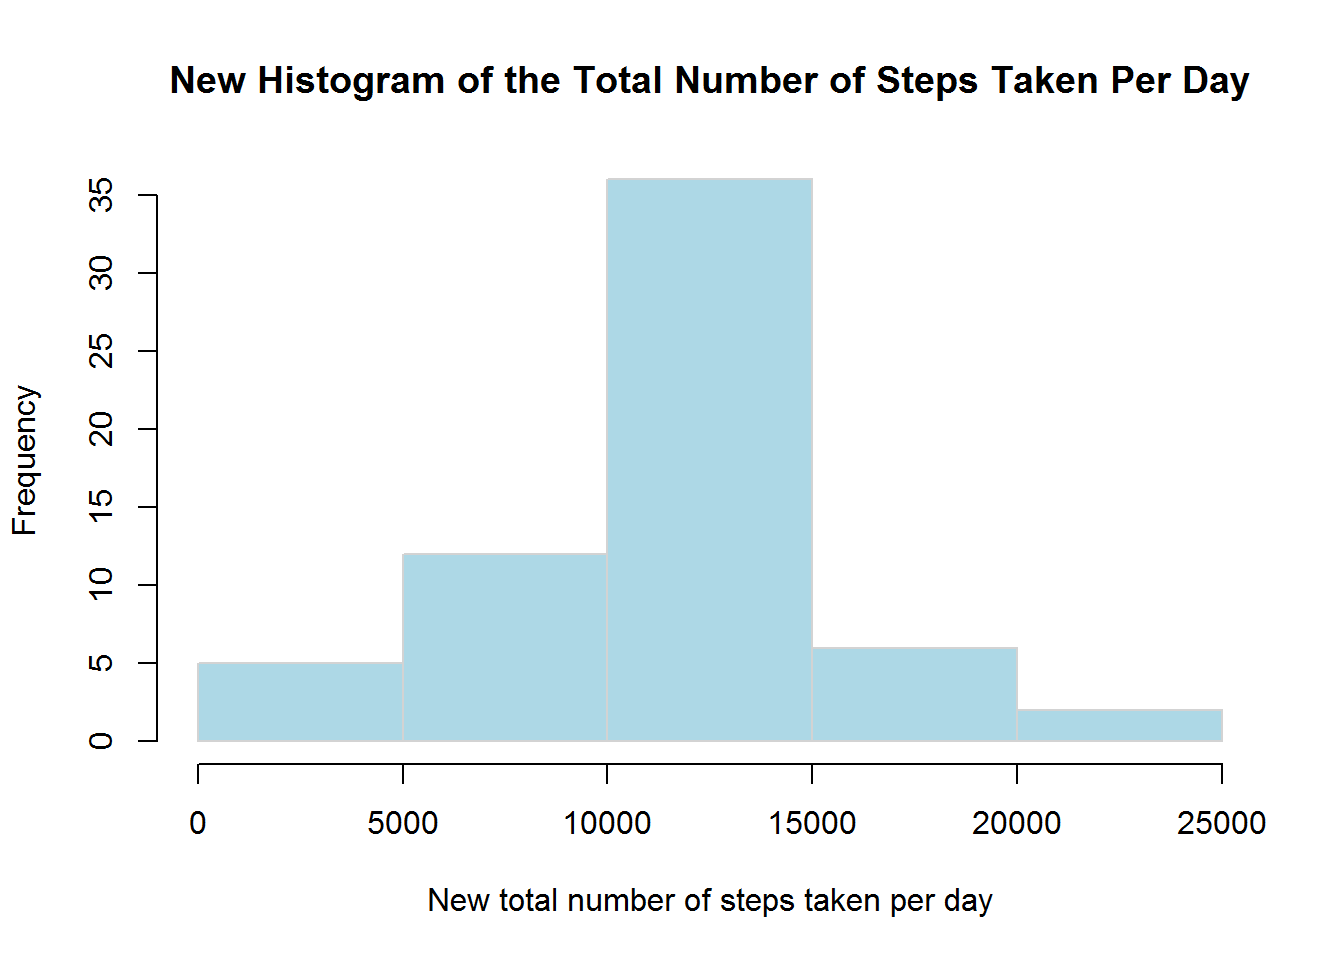 New Histogram of the Total Number of Steps Taken Per Day
Frequency
35
30
25
20
15
10
5
0
0 5000 10000 15000 20000 25000
New total number of steps taken per day